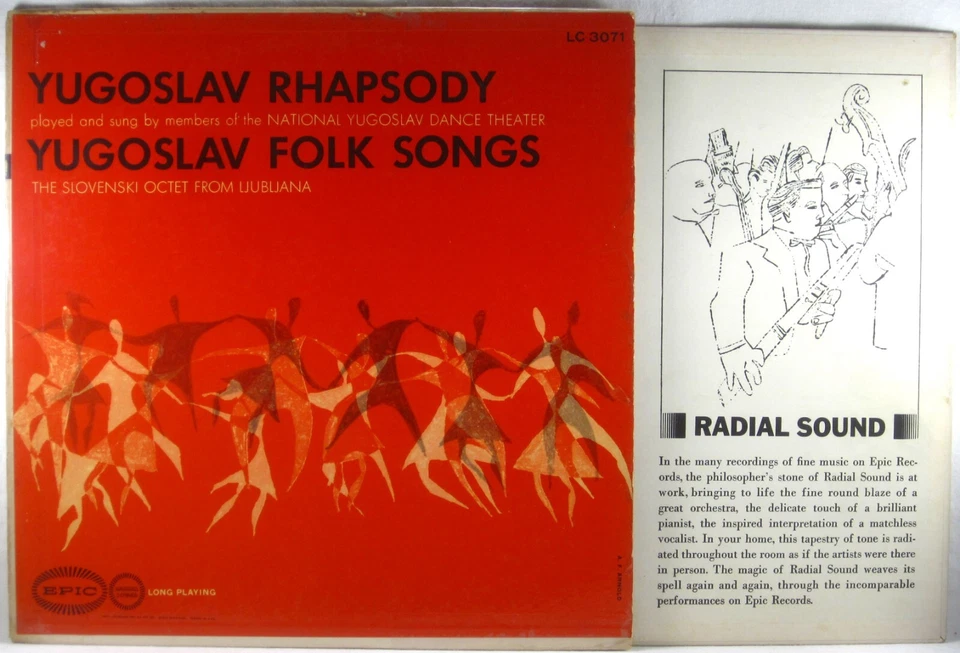 LC 3071
YUGOSLAV RHAPSODY
played and sung by members of the NATIONAL YUGOSLAV DANCE THEATER
YUGOSLAV FOLK SONGS
THE SLOVENSKI OCTET FROM LJUBLJANA
EPIC
LONG PLAYING
RADIAL SOUND
In the many recordings of fine music on Epic Rec-
ords, the philosopher's stone of Radial Sound is at
work, bringing to life the fine round blaze of a
great orchestra, the delicate touch of a brilliant
pianist, the inspired interpretation of a matchless
vocalist. In your home, this tapestry of tone is radi-
ated throughout the room as if the artists were there
in person. The magic of Radial Sound weaves its
spell again and again, through the incomparable
performances on Epic Records.